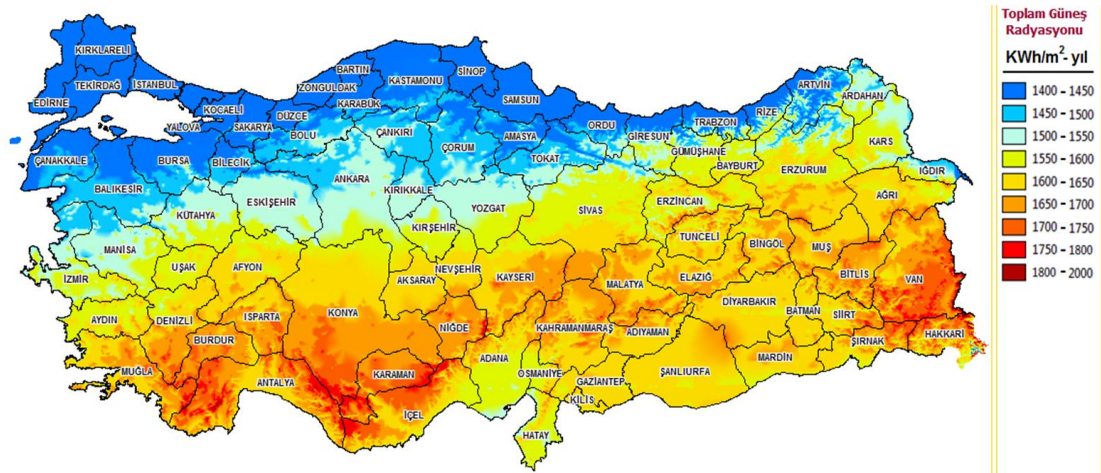 Toplam Güneş
Radyasyonu
KWh/m²- yıl
1400 - 1450
1450 - 1500
1500 - 1550
1550 - 1600
1600 - 1650
1650 - 1700
1700 - 1750
1750 - 1800
1800 - 2000
KIRKLARELİ
TEKİRDAĞ
İSTANBUL
EDİRNE
KOCAELİ
YALOVA
SAKARYA
DÜZCE
BOLU
ZONGULDAK
BARTIN
KARABÜK
KASTAMONU
SİNOP
SAMSUN
ÇANKIRI
ÇORUM
AMASYA
TOKAT
ORDU
GİRESUN
TRABZON
RİZE
ARTVİN
ARDAHAN
KARS
GÜMÜŞHANE
BAYBURT
ERZURUM
IĞDIR
AĞRI
ÇANAKKALE
BURSA
BİLECİK
BALIKEŞİR
KÜTAHYA
ESKİŞEHİR
ANKARA
KIRIKKALE
YOZGAT
KIRŞEHİR
SİVAS
ERZİNCAN
TUNCELİ
BİNGÖL
MUŞ
BİTLİS
VAN
MANİSA
İZMİR
UŞAK
AFYON
AKSARAY
NEVŞEHİR
KAYSERİ
MALATYA
ELAZIĞ
DİYARBAKIR
BATMAN
SİİRT
AYDIN
DENİZLİ
ISPARTA
BURDUR
KONYA
NİĞDE
KAHRAMANMARAŞ
ADIYAMAN
MARDİN
ŞIRNAK
HAKKARİ
MUĞLA
ANTALYA
KARAMAN
İÇEL
ADANA
OSMANİYE
GAZİANTEP
KİLİS
ŞANLIURFA
HATAY